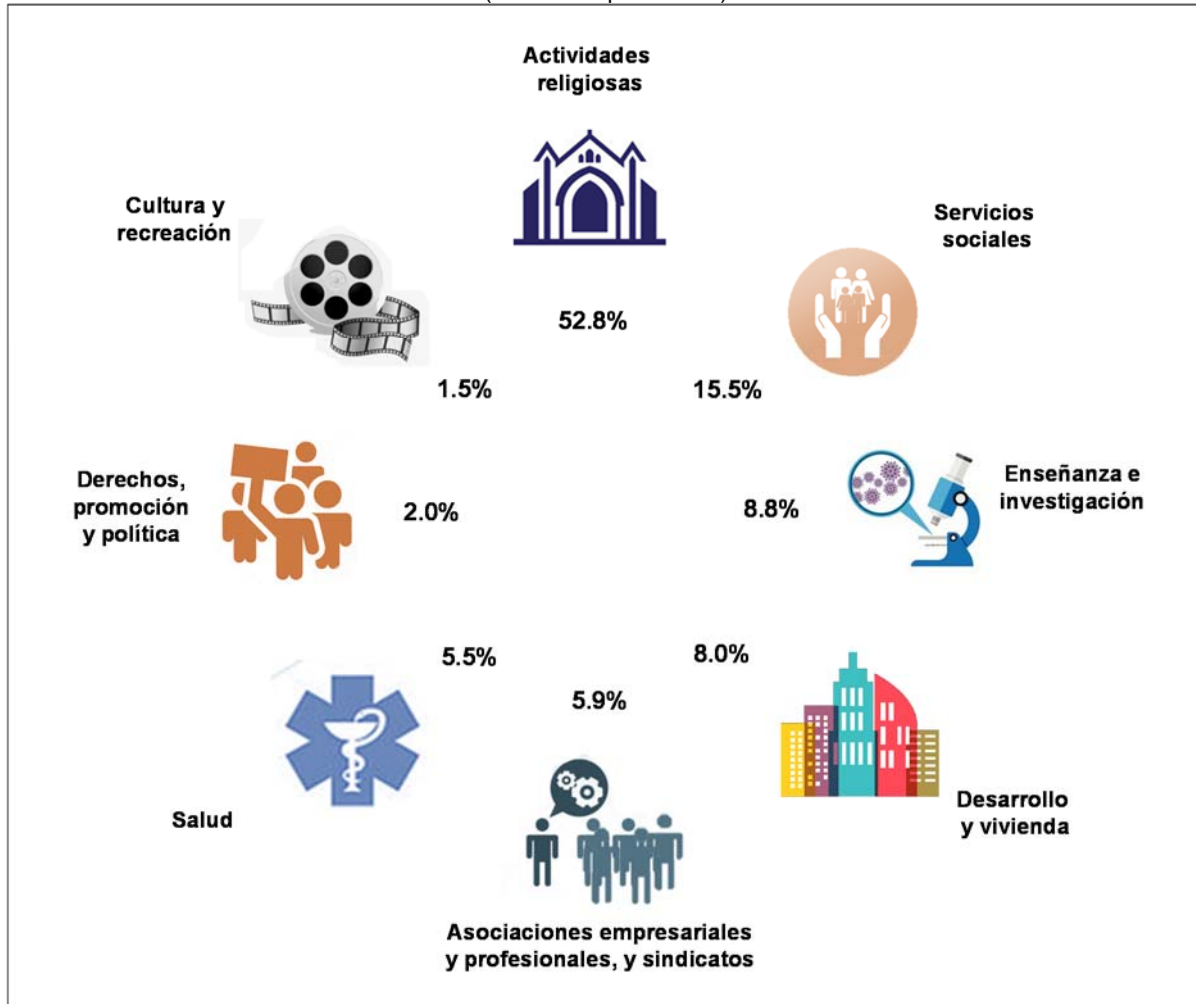 Actividades
religiosas
Cultura y
recreación
Servicios
sociales
52.8%
1.5%
15.5%
Derechos,
promoción
y política
2.0%
8.8%
Enseñanza e
investigación
5.5%
8.0%
5.9%
Salud
Desarrollo
y vivienda
Asociaciones empresariales
y profesionales, y sindicatos